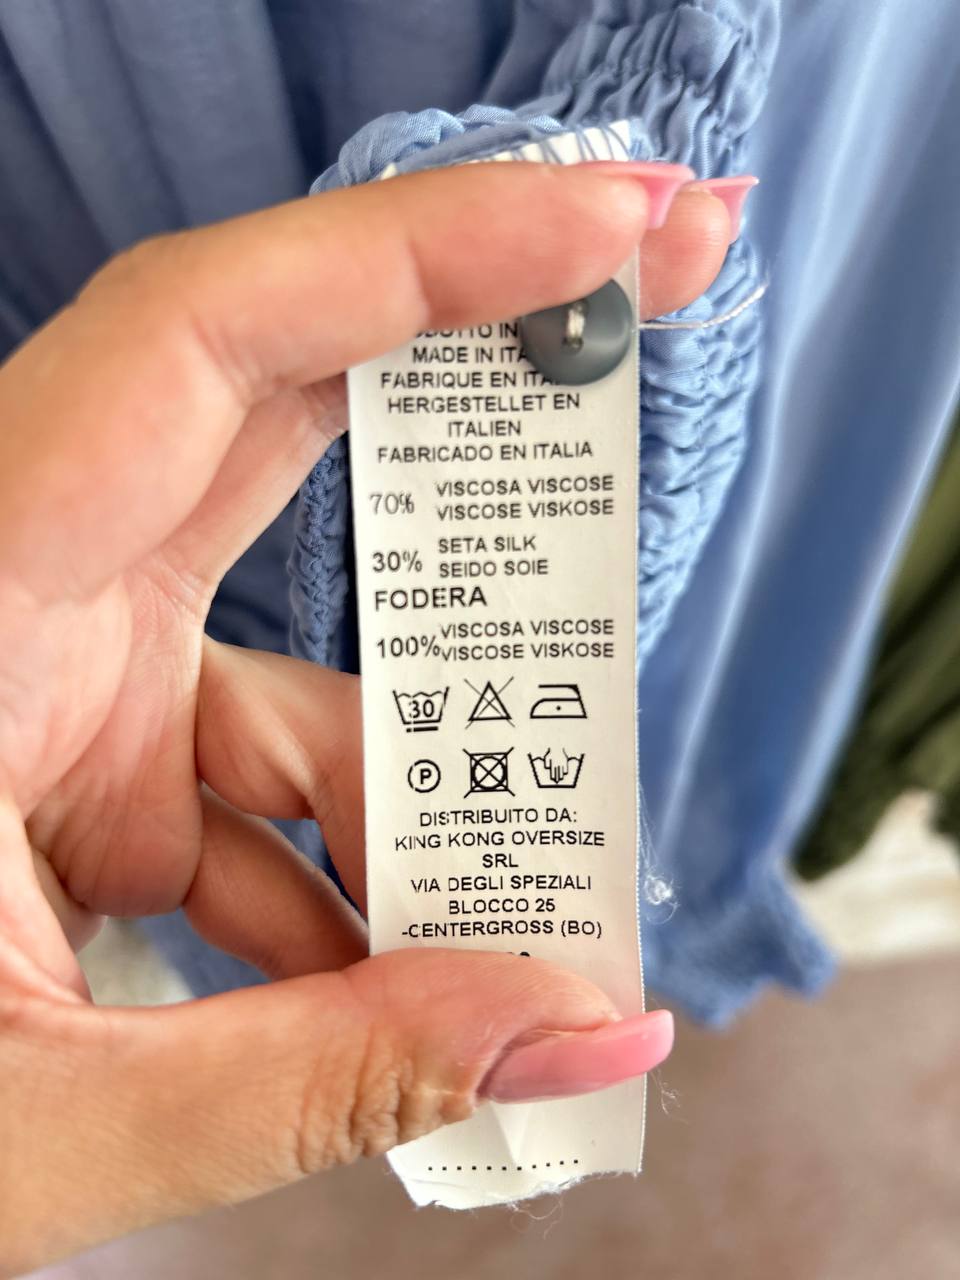 MADE IN
FABRIQUE EN
HERGESTELLET EN
ITALIEN
FABRICADO EN ITALIA
70% VISCOSA VISCOSE
VISCOSE VISKOSE
30% SETA SILK
SEIDO SOIE
FODERA
100% VISCOSA VISCOSE
VISCOSE VISKOSE
30
P
DISTRIBUITO DA:
KING KONG OVERSIZE
SRL
VIA DEGLI SPEZIALI
BLOCCO 25
-CENTERGROSS (BO)
...........